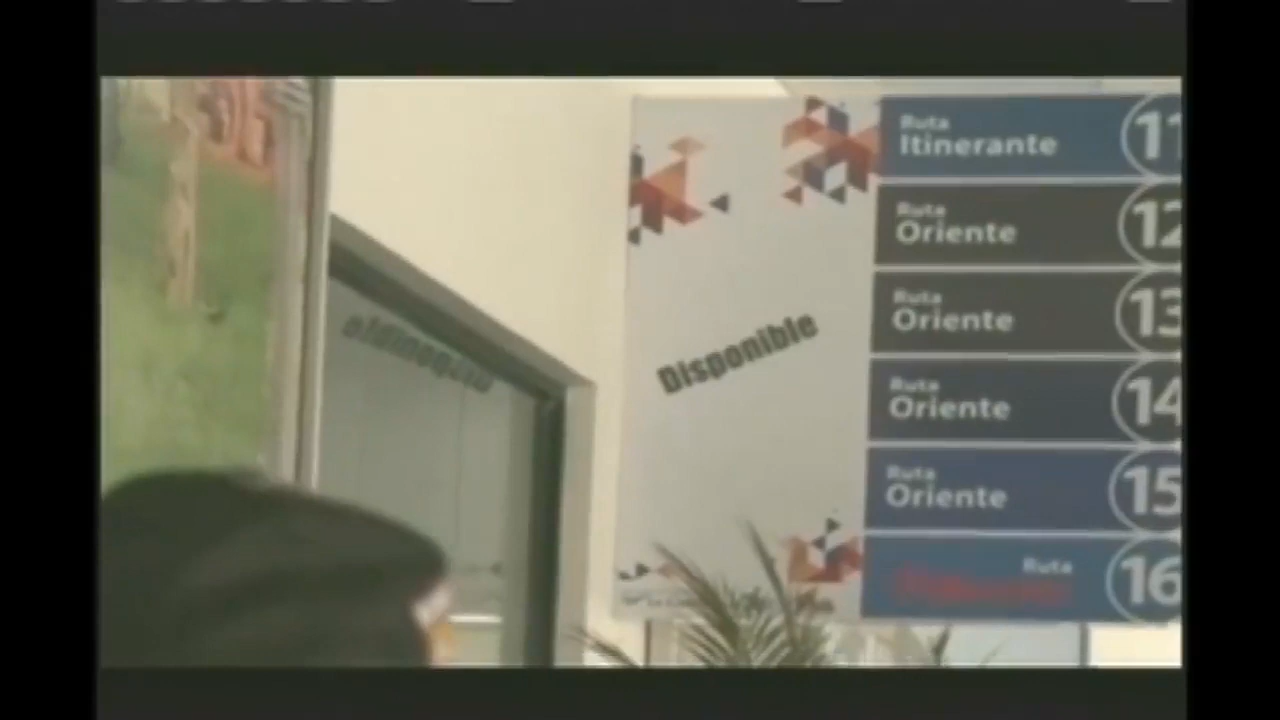 Disponible
Ruta
Itinerante
11
Ruta
Oriente
12
Ruta
Oriente
13
Ruta
Oriente
14
Ruta
Oriente
15
Ruta
16